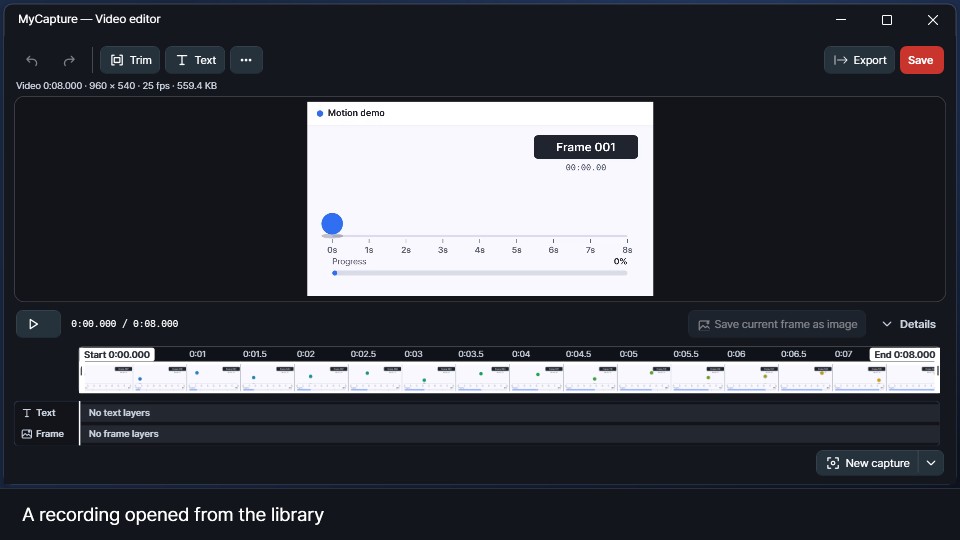 MyCapture — Video editor
Trim
Text
Export
Save
Video 0:08.000 · 960 × 540 · 25 fps · 559.4 KB
Motion demo
Frame 001
00:00.00
0s 1s 2s 3s 4s 5s 6s 7s 8s
Progress 0%
0:00.000 / 0:08.000
Save current frame as image
Details
Start 0:00.000 0:01 0:01.5 0:02 0:02.5 0:03 0:03.5 0:04 0:04.5 0:05 0:05.5 0:06 0:06.5 0:07 End 0:08.000
Text No text layers
Frame No frame layers
New capture
A recording opened from the library